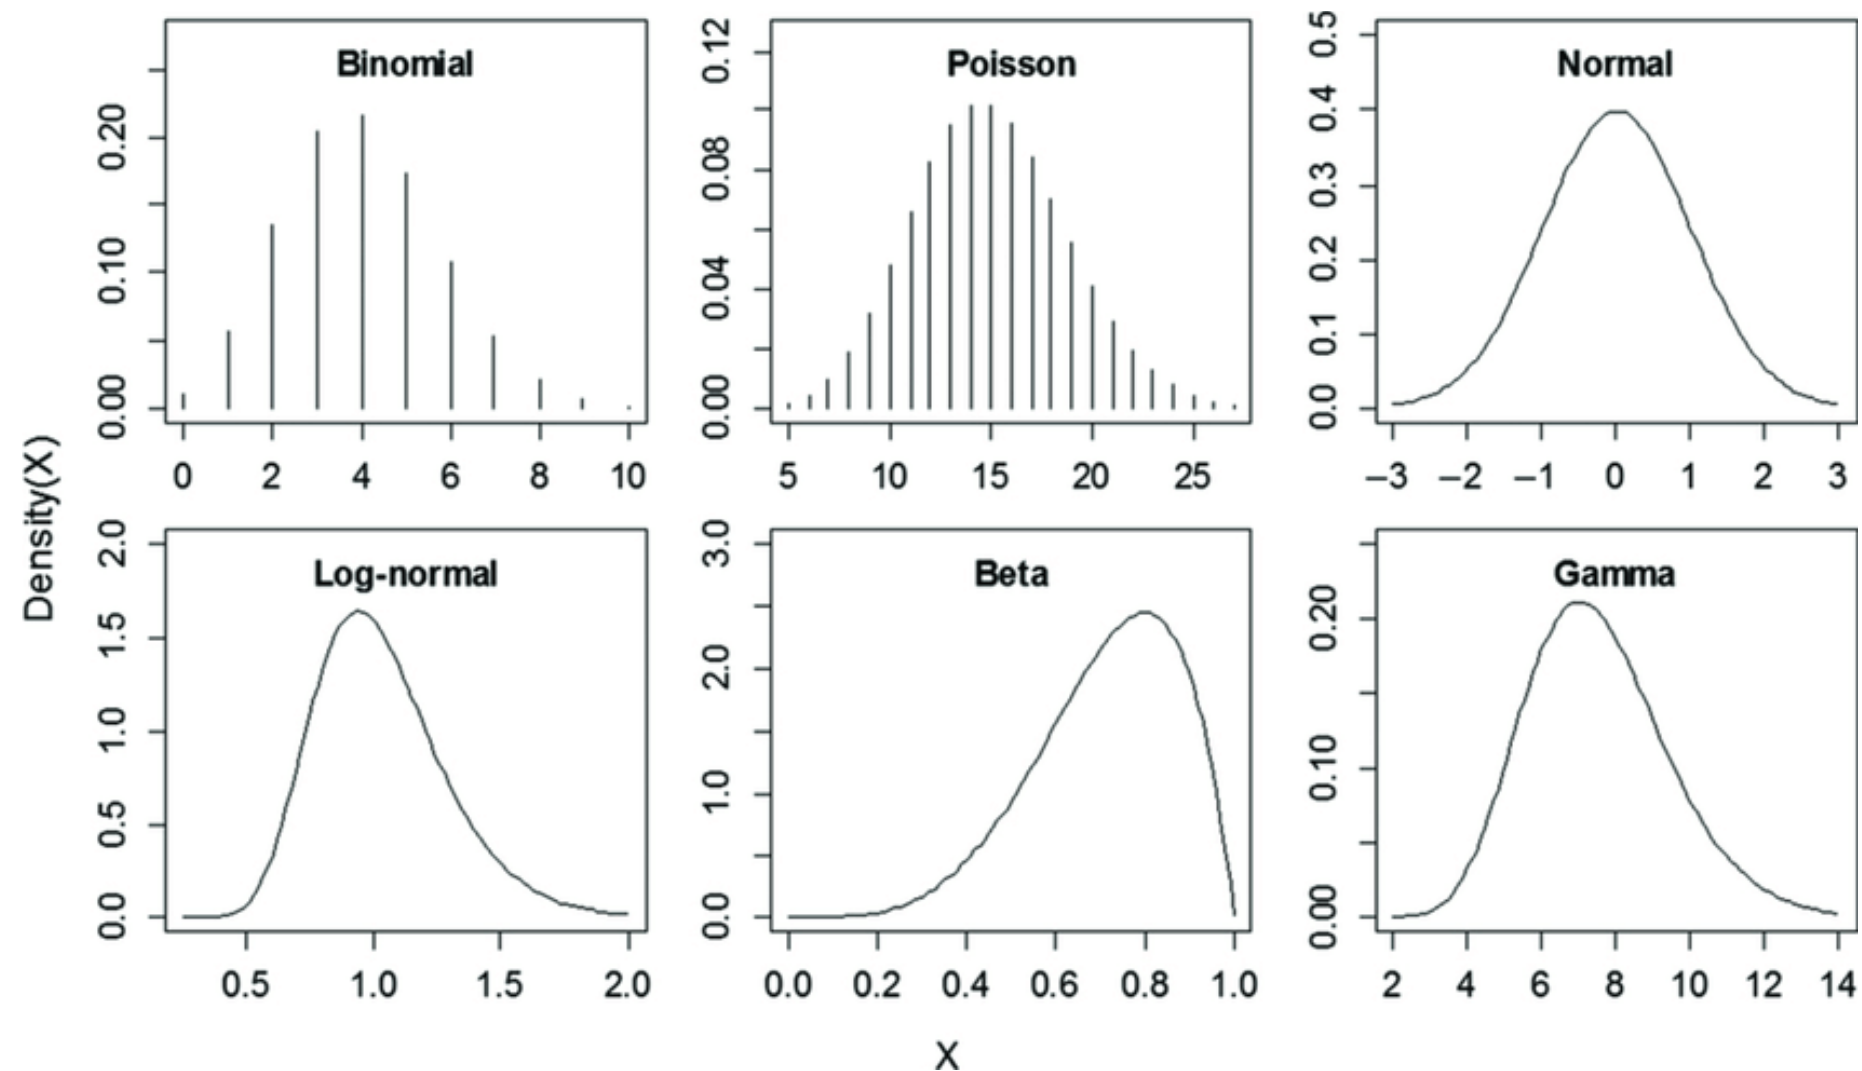 Binomial
0.00 0.10 0.20
0 2 4 6 8 10
Poisson
0.00 0.04 0.08 0.12
5 10 15 20 25
Normal
0.0 0.1 0.2 0.3 0.4 0.5
–3 –2 –1 0 1 2 3
Density(X)
Log-normal
0.0 0.5 1.0 1.5 2.0
0.5 1.0 1.5 2.0
Beta
0.0 1.0 2.0 3.0
0.0 0.2 0.4 0.6 0.8 1.0
Gamma
0.00 0.10 0.20
2 4 6 8 10 12 14
X